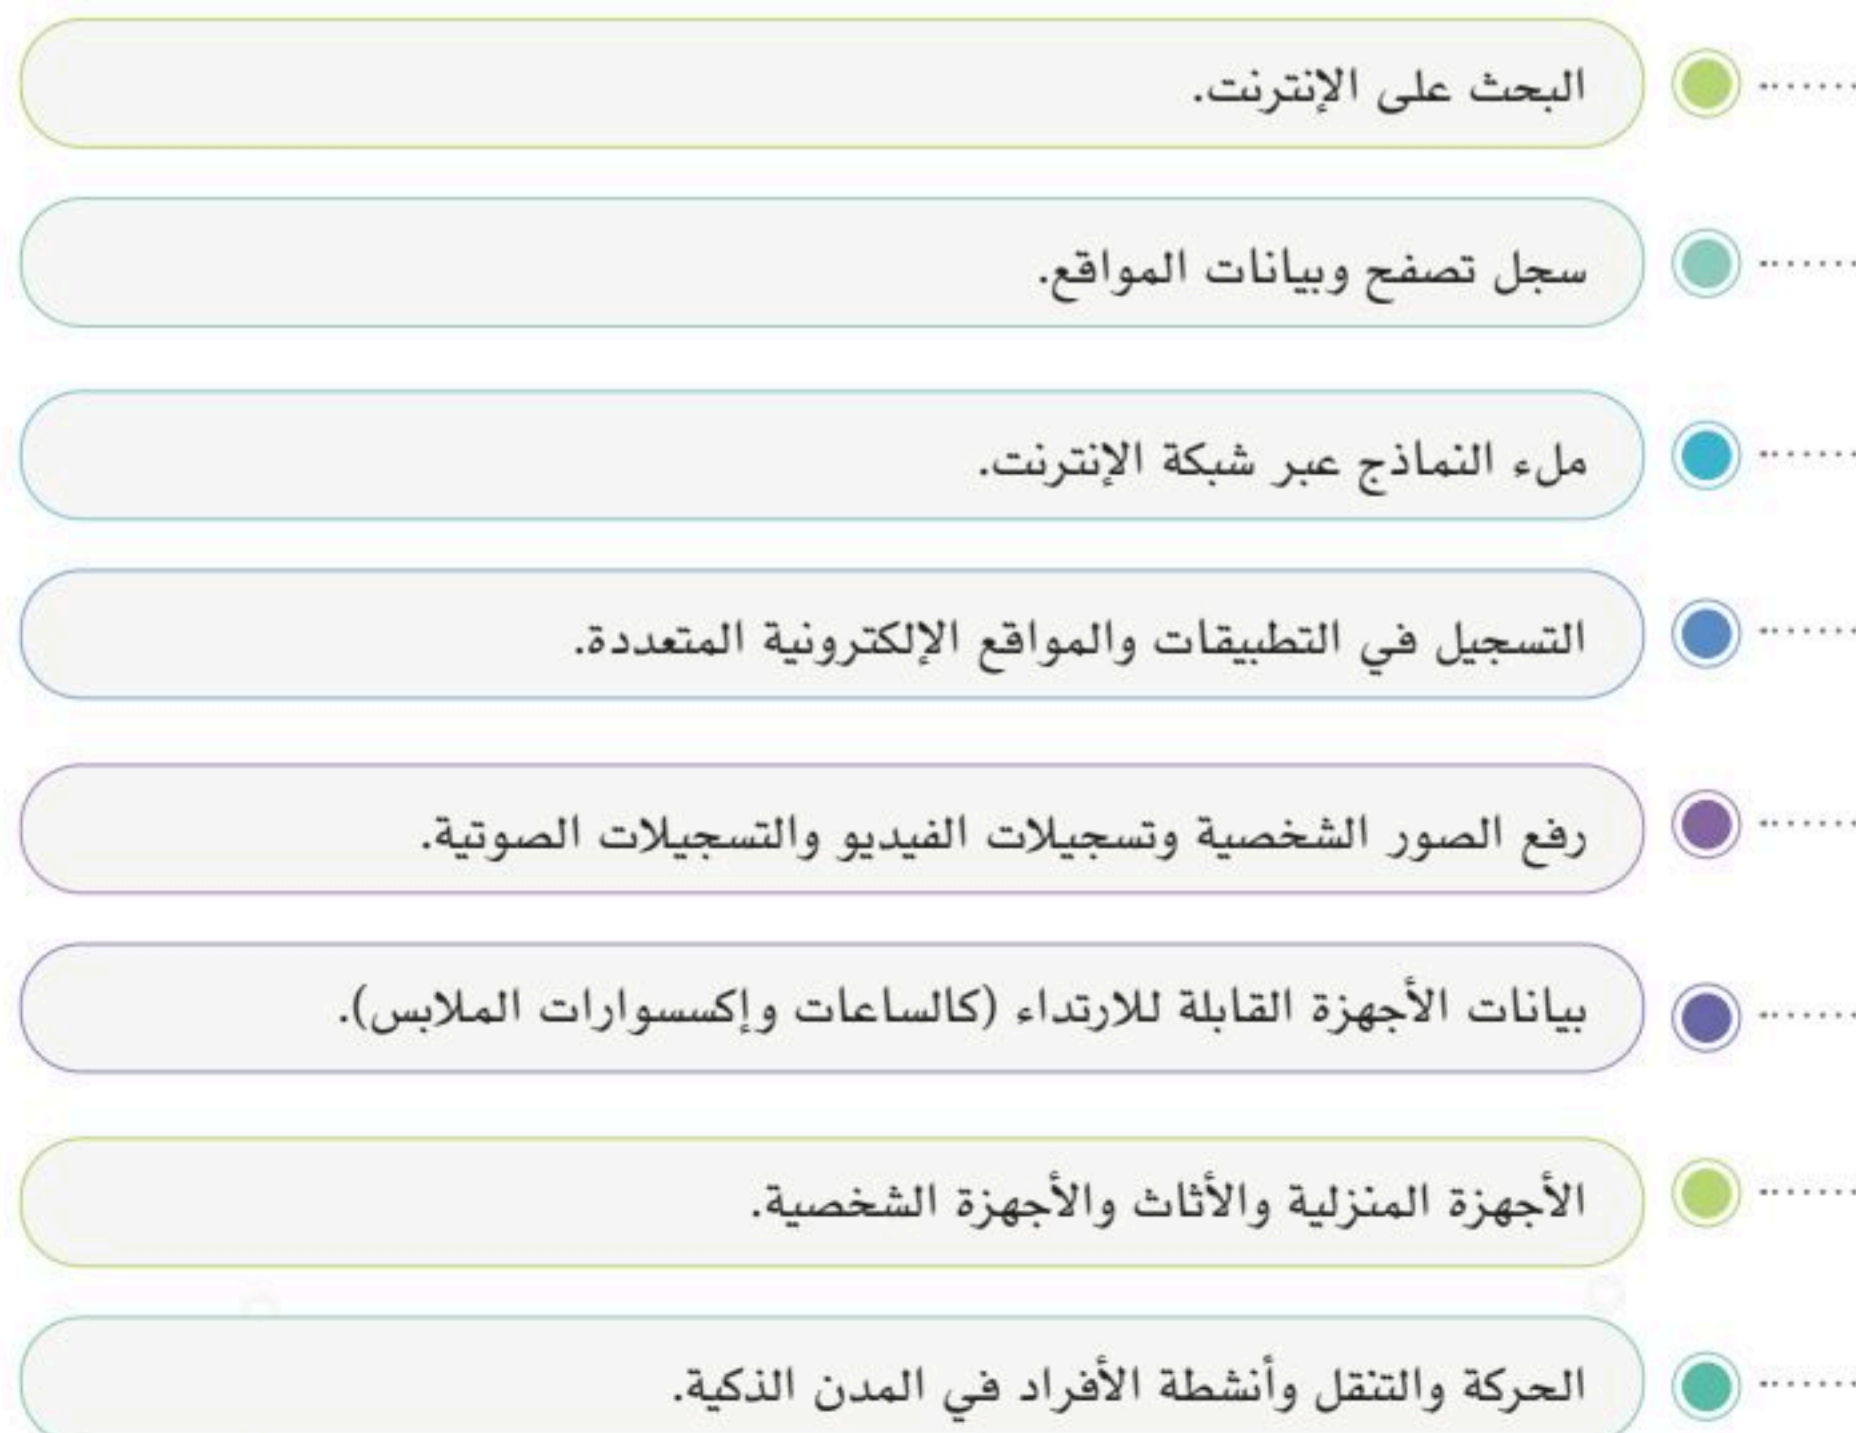 البحث على الإنترنت.
سجل تصفح وبيانات المواقع.
ملء النماذج عبر شبكة الإنترنت.
التسجيل في التطبيقات والمواقع الإلكترونية المتعددة.
رفع الصور الشخصية وتسجيلات الفيديو والتسجيلات الصوتية.
بيانات الأجهزة القابلة للارتداء (كالساعات وإكسسوارات الملابس).
الأجهزة المنزلية والأثاث والأجهزة الشخصية.
الحركة والتنقل وأنشطة الأفراد في المدن الذكية.